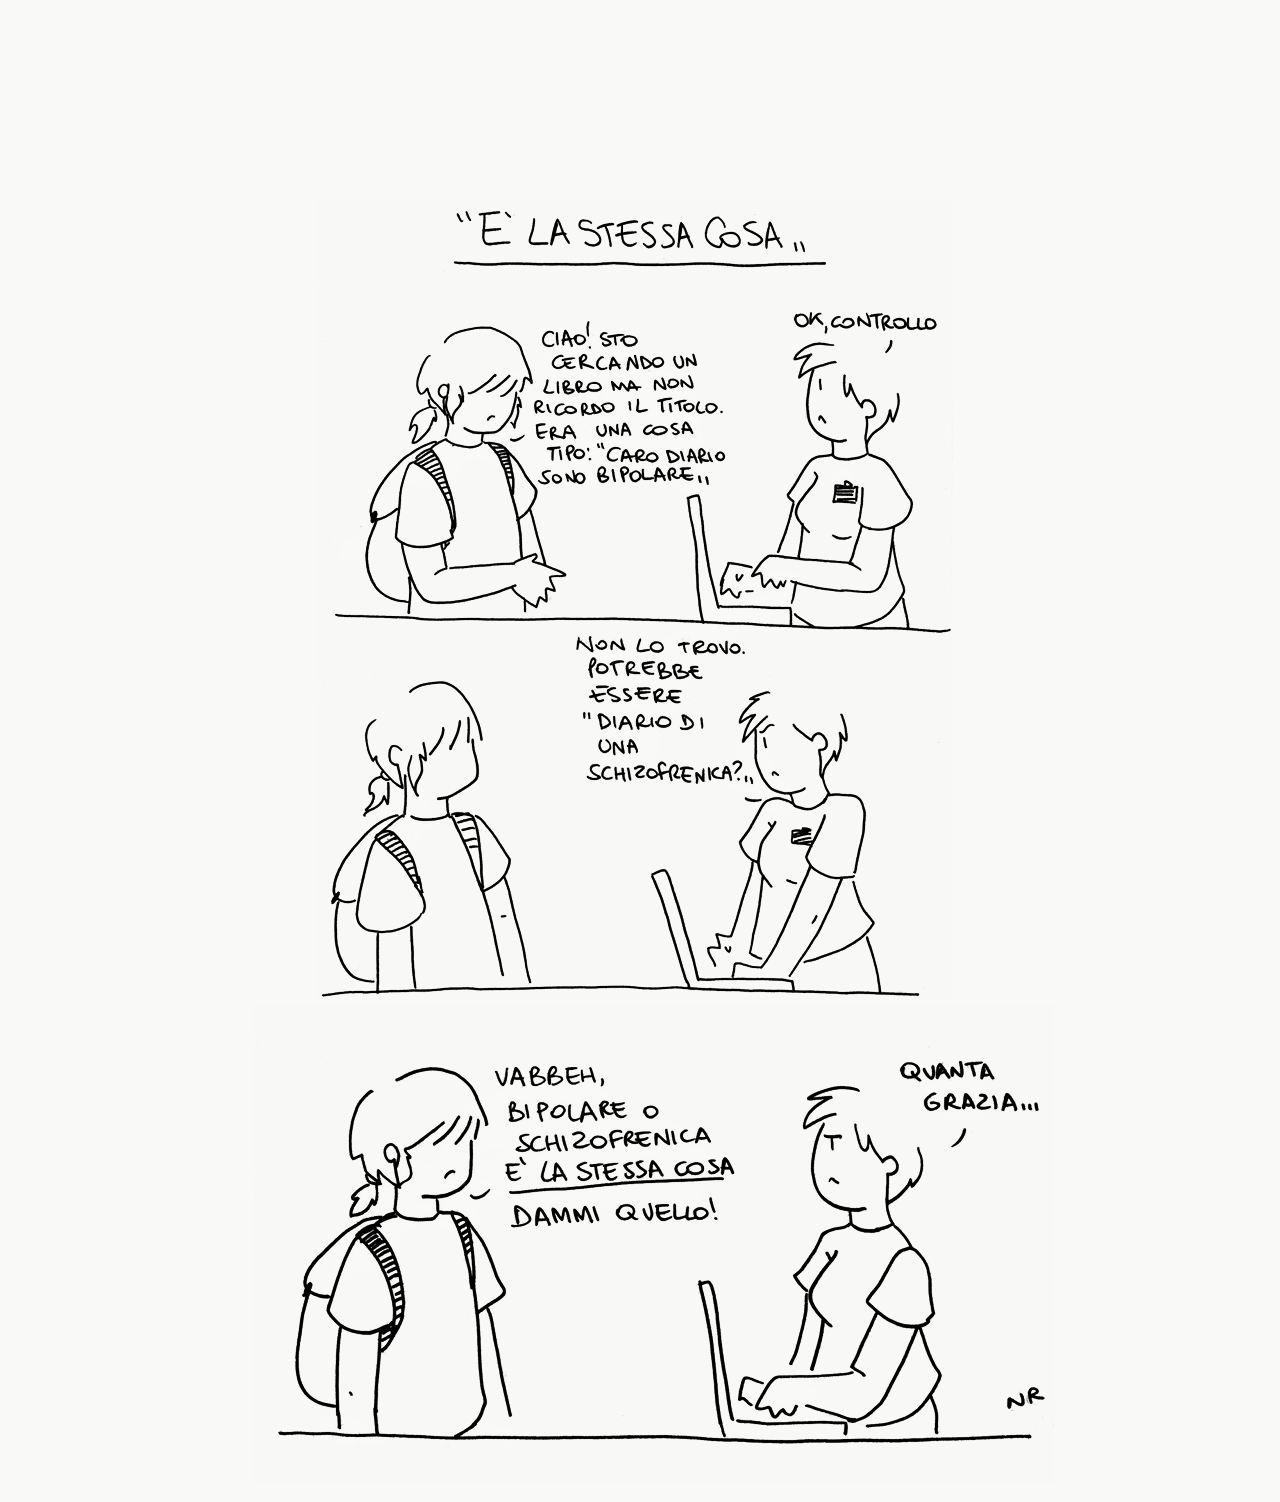 "E' LA STESSA COSA"
CIAO! STO
CERCANDO UN
LIBRO MA NON
RICORDO IL TITOLO.
ERA UNA COSA
TIPO: "CARO DIARIO
SONO BIPOLARE"
OK, CONTROLLO
NON LO TROVO.
POTREBBE
ESSERE
"DIARIO DI
UNA
SCHIZOFRENICA?"
VABBEH,
BIPOLARE O
SCHIZOFRENICA
E' LA STESSA COSA
DAMMI QUELLO!
QUANTA
GRAZIA...
NR